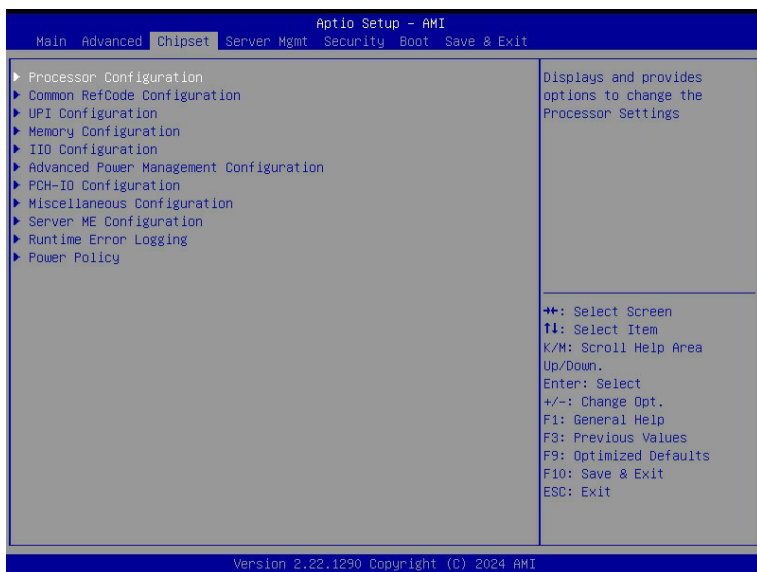 Aptio Setup – AMI
Main Advanced Chipset Server Mgmt Security Boot Save & Exit
Processor Configuration
Common RefCode Configuration
UPI Configuration
Memory Configuration
IIO Configuration
Advanced Power Management Configuration
PCH-IO Configuration
Miscellaneous Configuration
Server ME Configuration
Runtime Error Logging
Power Policy
Displays and provides
options to change the
Processor Settings
→←: Select Screen
↑↓: Select Item
K/M: Scroll Help Area
Up/Down.
Enter: Select
+/-: Change Opt.
F1: General Help
F3: Previous Values
F9: Optimized Defaults
F10: Save & Exit
ESC: Exit
Version 2.22.1290 Copyright (C) 2024 AMI